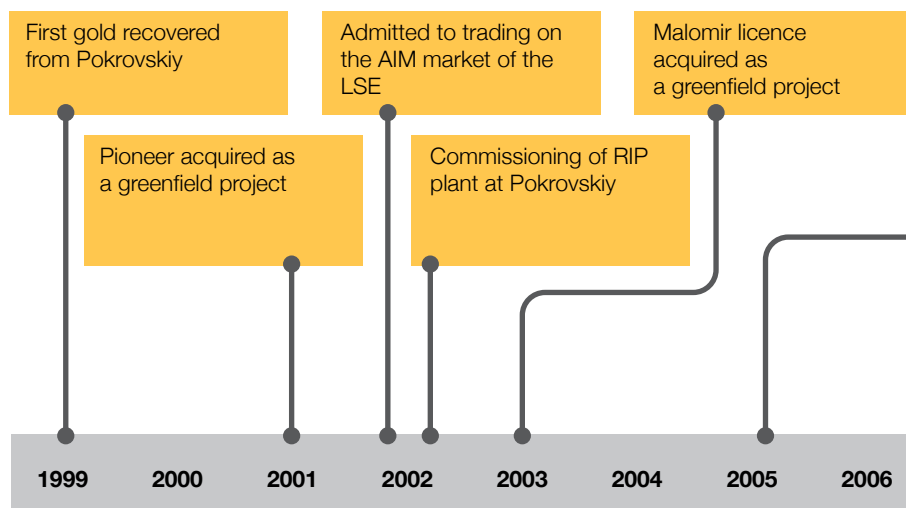 First gold recovered
from Pokrovskiy
Admitted to trading on
the AIM market of the
LSE
Malomir licence
acquired as
a greenfield project
Pioneer acquired as
a greenfield project
Commissioning of RIP
plant at Pokrovskiy
1999 2000 2001 2002 2003 2004 2005 2006